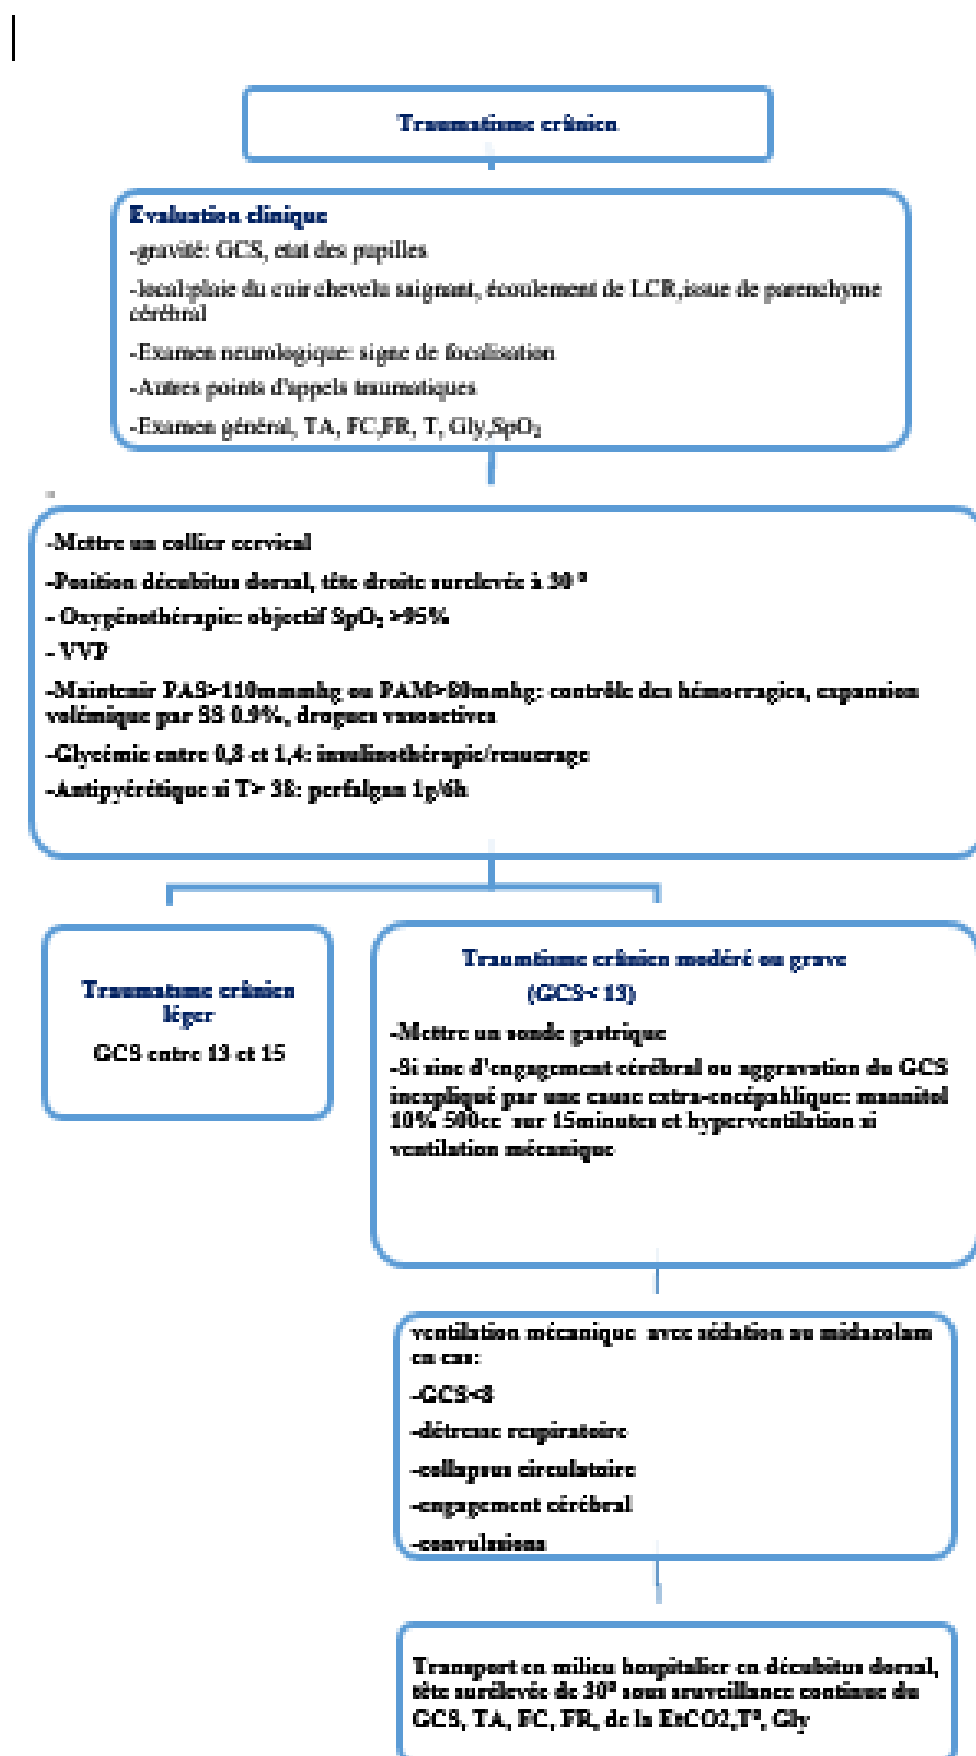 Traumatisme crânien
Evaluation clinique
-gravité: GCS, etat des pupilles
-local:plaie du cuir chevelu saignant, écoulement de LCR,issue de parenchyme
cérébral
-Examen neurologique: signe de focalisation
-Autres points d'appels traumatiques
-Examen général, TA, FC,FR, T, Gly,SpO₂
-Mettre un collier cervical
-Position décubitus dorsal, tête droite surelevée à 30 °
- Oxygénothérapie: objectif SpO₂ >95%
- VVP
-Maintenir PAS>110mmmhg ou PAM>80mmhg: contrôle des hémorragies, expansion
volémique par SS 0.9%, drogues vasoactives
-Glycémie entre 0,8 et 1,4: insulinothérapie/resucrage
-Antipyérétique si T> 38: perfalgan 1g/6h
Traumatisme crânien
léger
GCS entre 13 et 15
Traumtisme crânien modéré ou grave
(GCS< 13)
-Mettre un sonde gastrique
-Si sine d'engagement cérébral ou aggravation du GCS
inexpliqué par une cause extra-encépahlique: mannitol
10% 500cc sur 15minutes et hyperventilation si
ventilation mécanique
ventilation mécanique avec sédation au midazolam
en cas:
-GCS<8
-détresse respiratoire
-collapsus circulatoire
-engagement cérébral
-convulsions
Transport en milieu hospitalier en décubitus dorsal,
tête surélevée de 30° sous sruveillance continue du
GCS, TA, FC, FR, de la EtCO2,T°, Gly